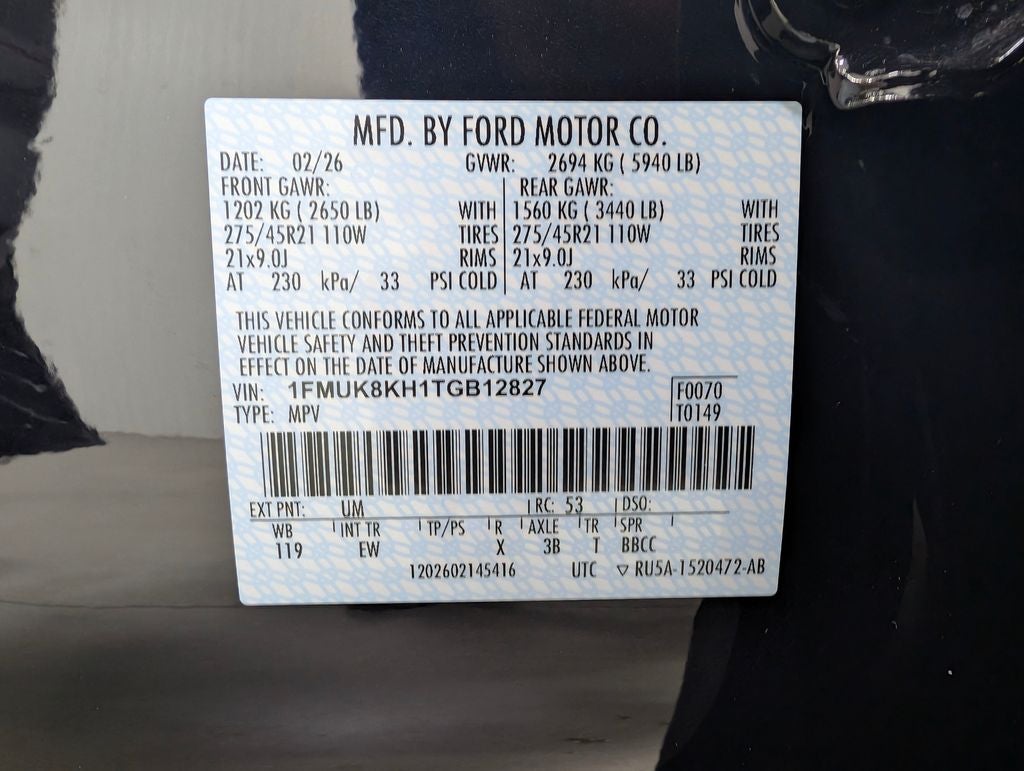 MFD. BY FORD MOTOR CO.
DATE: 02/26 GVWR: 2694 KG ( 5940 LB)
FRONT GAWR: REAR GAWR:
1202 KG ( 2650 LB) WITH 1560 KG ( 3440 LB) WITH
275/45R21 110W TIRES 275/45R21 110W TIRES
21x9.0J RIMS 21x9.0J RIMS
AT 230 kPa/ 33 PSI COLD AT 230 kPa/ 33 PSI COLD
THIS VEHICLE CONFORMS TO ALL APPLICABLE FEDERAL MOTOR
VEHICLE SAFETY AND THEFT PREVENTION STANDARDS IN
EFFECT ON THE DATE OF MANUFACTURE SHOWN ABOVE.
VIN: 1FMUK8KH1TGB12827 F0070
TYPE: MPV T0149
EXT PNT: UM RC: 53 DSO:
WB INT TR TP/PS R AXLE TR SPR
119 EW X 3B T BBCC
1202602145416 UTC ▽ RU5A-1520472-AB